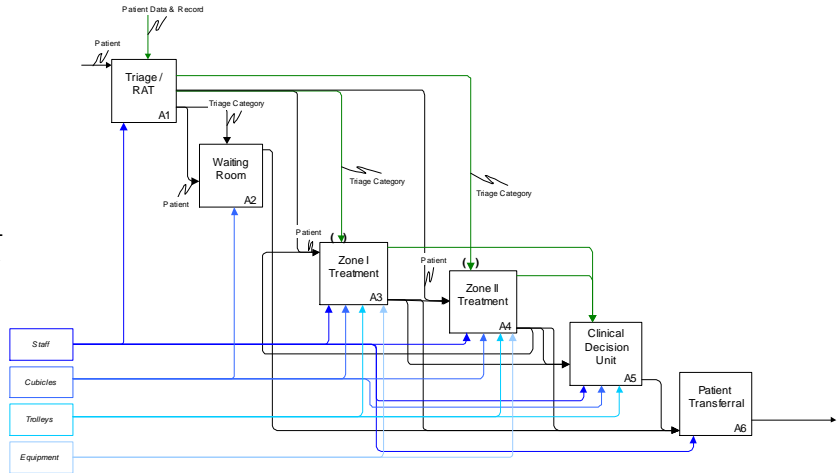 Patient Data & Record
Patient
Triage /
RAT
A1
Triage Category
Waiting
Room
A2
Patient
Triage Category
Triage Category
Patient
( )
Zone I
Treatment
A3
Patient
( )
Zone II
Treatment
A4
Clinical
Decision
Unit
A5
Patient
Transferral
A6
Staff
Cubicles
Trolleys
Equipment